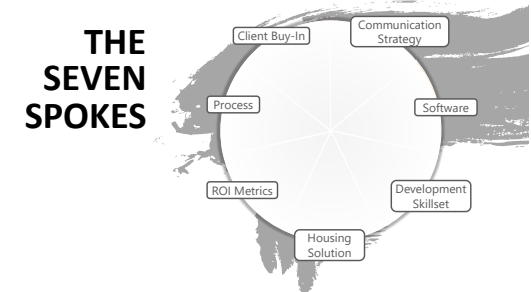 THE
SEVEN
SPOKES
Client Buy-In
Communication
Strategy
Process
Software
ROI Metrics
Development
Skillset
Housing
Solution